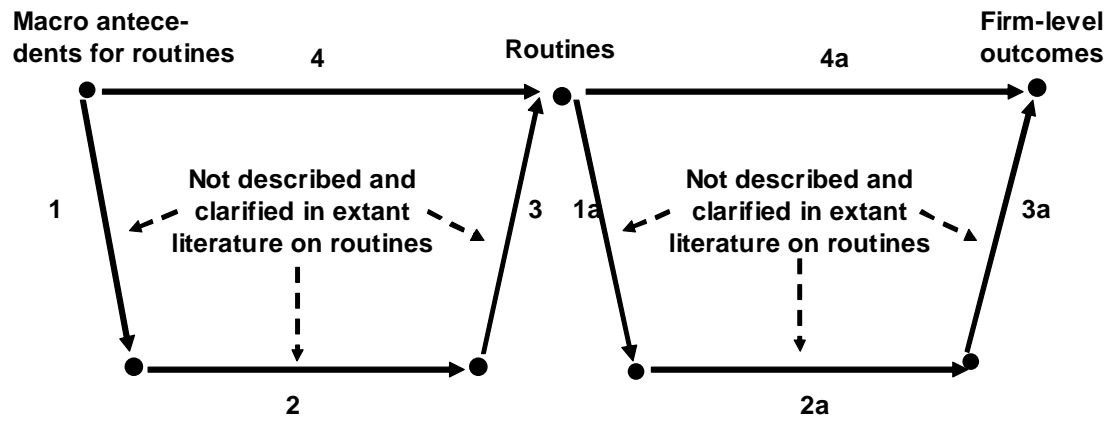 Macro antece-
dents for routines
4
Routines
4a
Firm-level
outcomes
1
Not described and
clarified in extant
literature on routines
3
1a
Not described and
clarified in extant
literature on routines
3a
2
2a